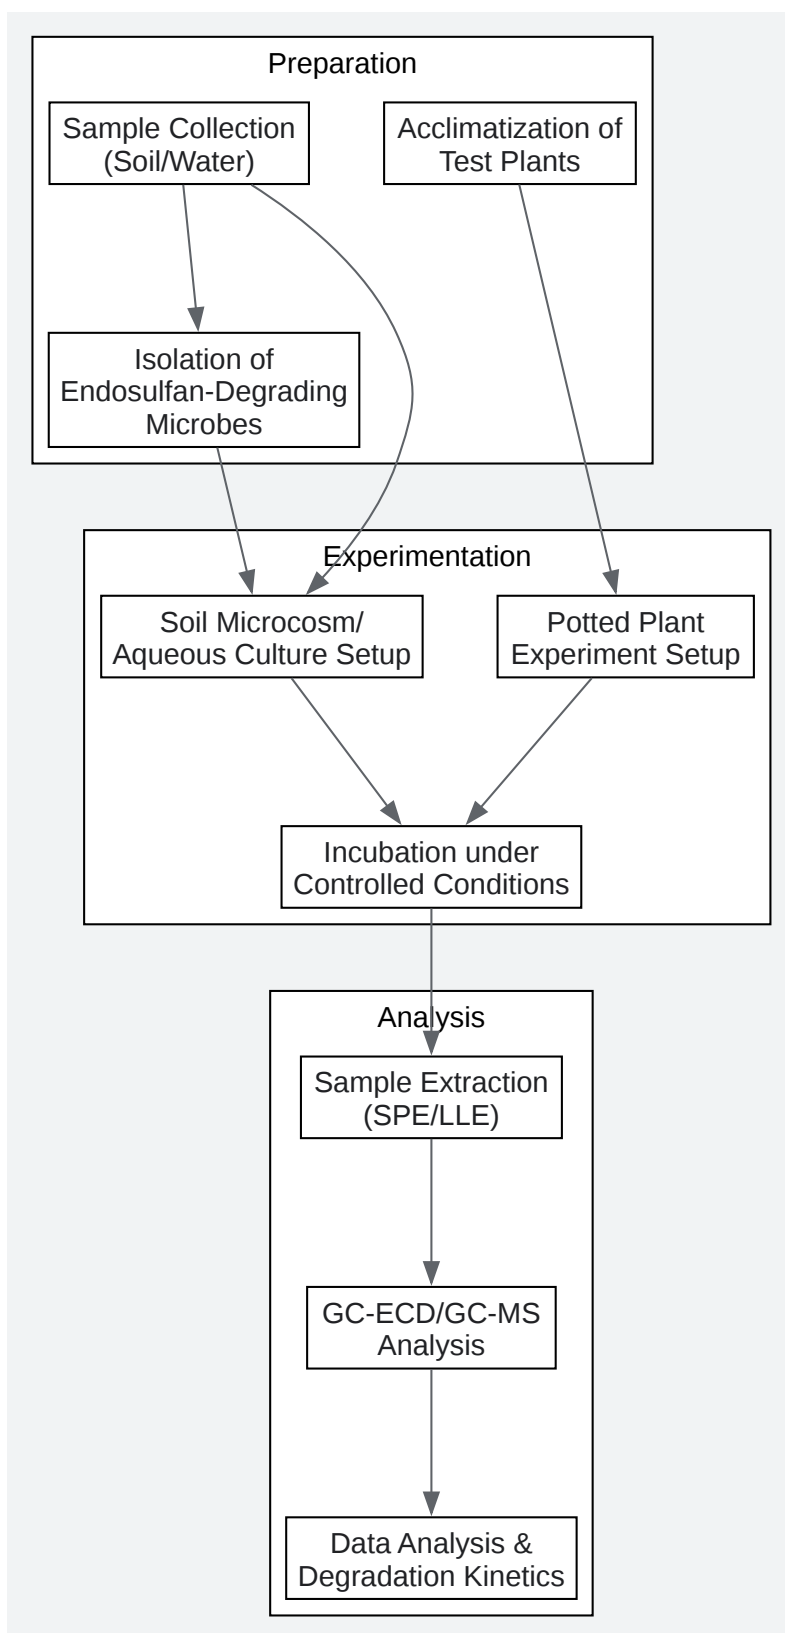 Preparation
Sample Collection
(Soil/Water)
Acclimatization of
Test Plants
Isolation of
Endosulfan-Degrading
Microbes
Experimentation
Soil Microcosm/
Aqueous Culture Setup
Potted Plant
Experiment Setup
Incubation under
Controlled Conditions
Analysis
Sample Extraction
(SPE/LLE)
GC-ECD/GC-MS
Analysis
Data Analysis &
Degradation Kinetics